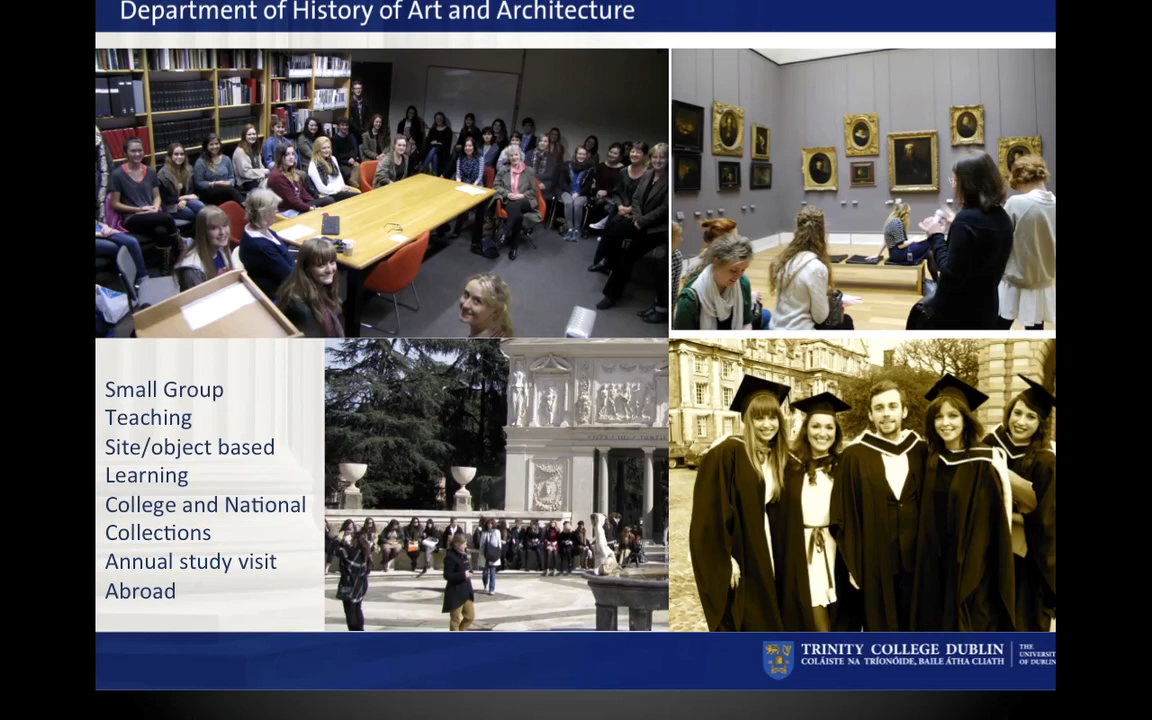 Department of History of Art and Architecture
Small Group
Teaching
Site/object based
Learning
College and National
Collections
Annual study visit
Abroad
TRINITY COLLEGE DUBLIN
COLÁISTE NA TRÍONÓIDE, BAILE ÁTHA CLIATH
THE
UNIVERSIT
OF DUBLIN